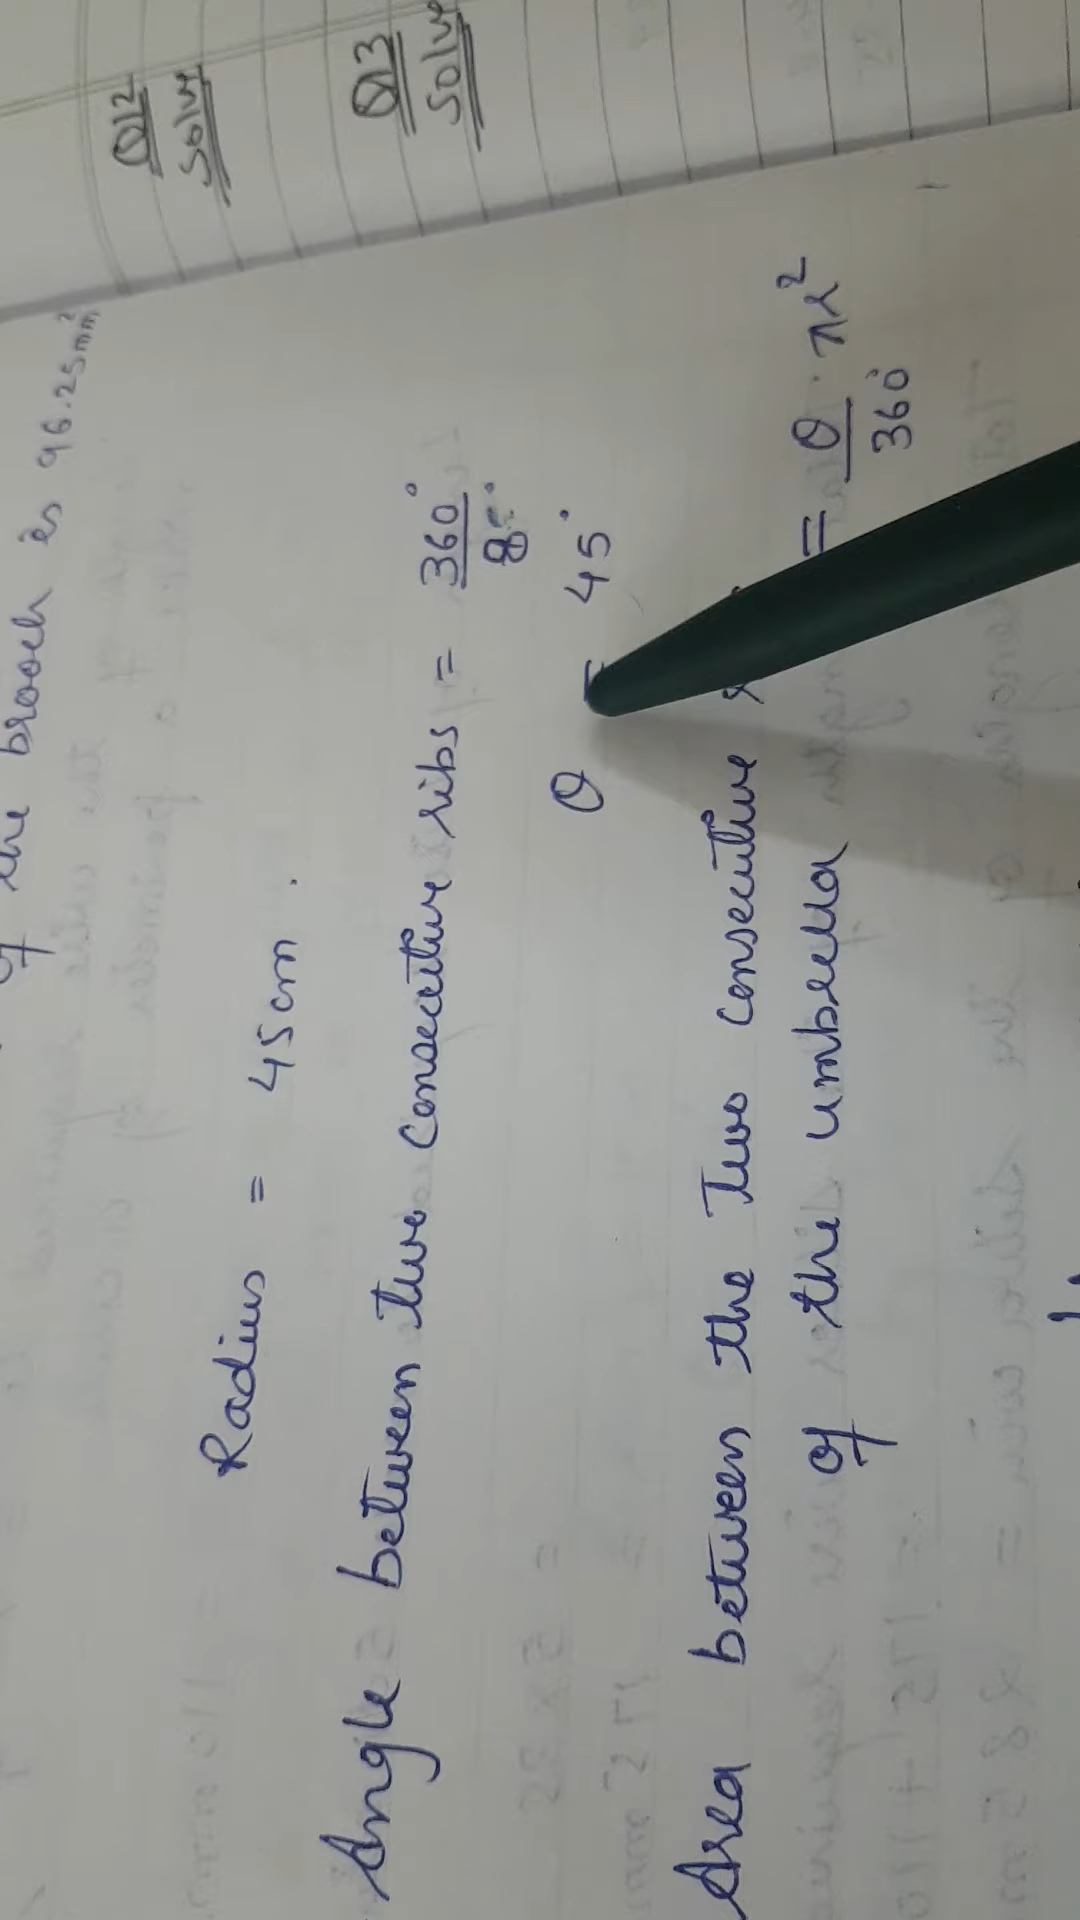 of the brooch is 96.25mm²
Radius = 45cm.
Angle between two consecutive ribs = 360°/8
θ = 45°
Area between the two consecutive
of the umbrella = θ/360° · πr²
Q12
Solve
Q13
Solve